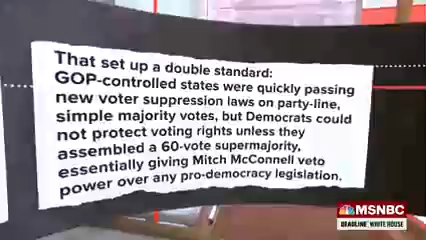 That set up a double standard:
GOP-controlled states were quickly passing
new voter suppression laws on party-line,
simple majority votes, but Democrats could
not protect voting rights unless they
assembled a 60-vote supermajority,
essentially giving Mitch McConnell veto
power over any pro-democracy legislation.
MSNBC
DEADLINE WHITE HOUSE